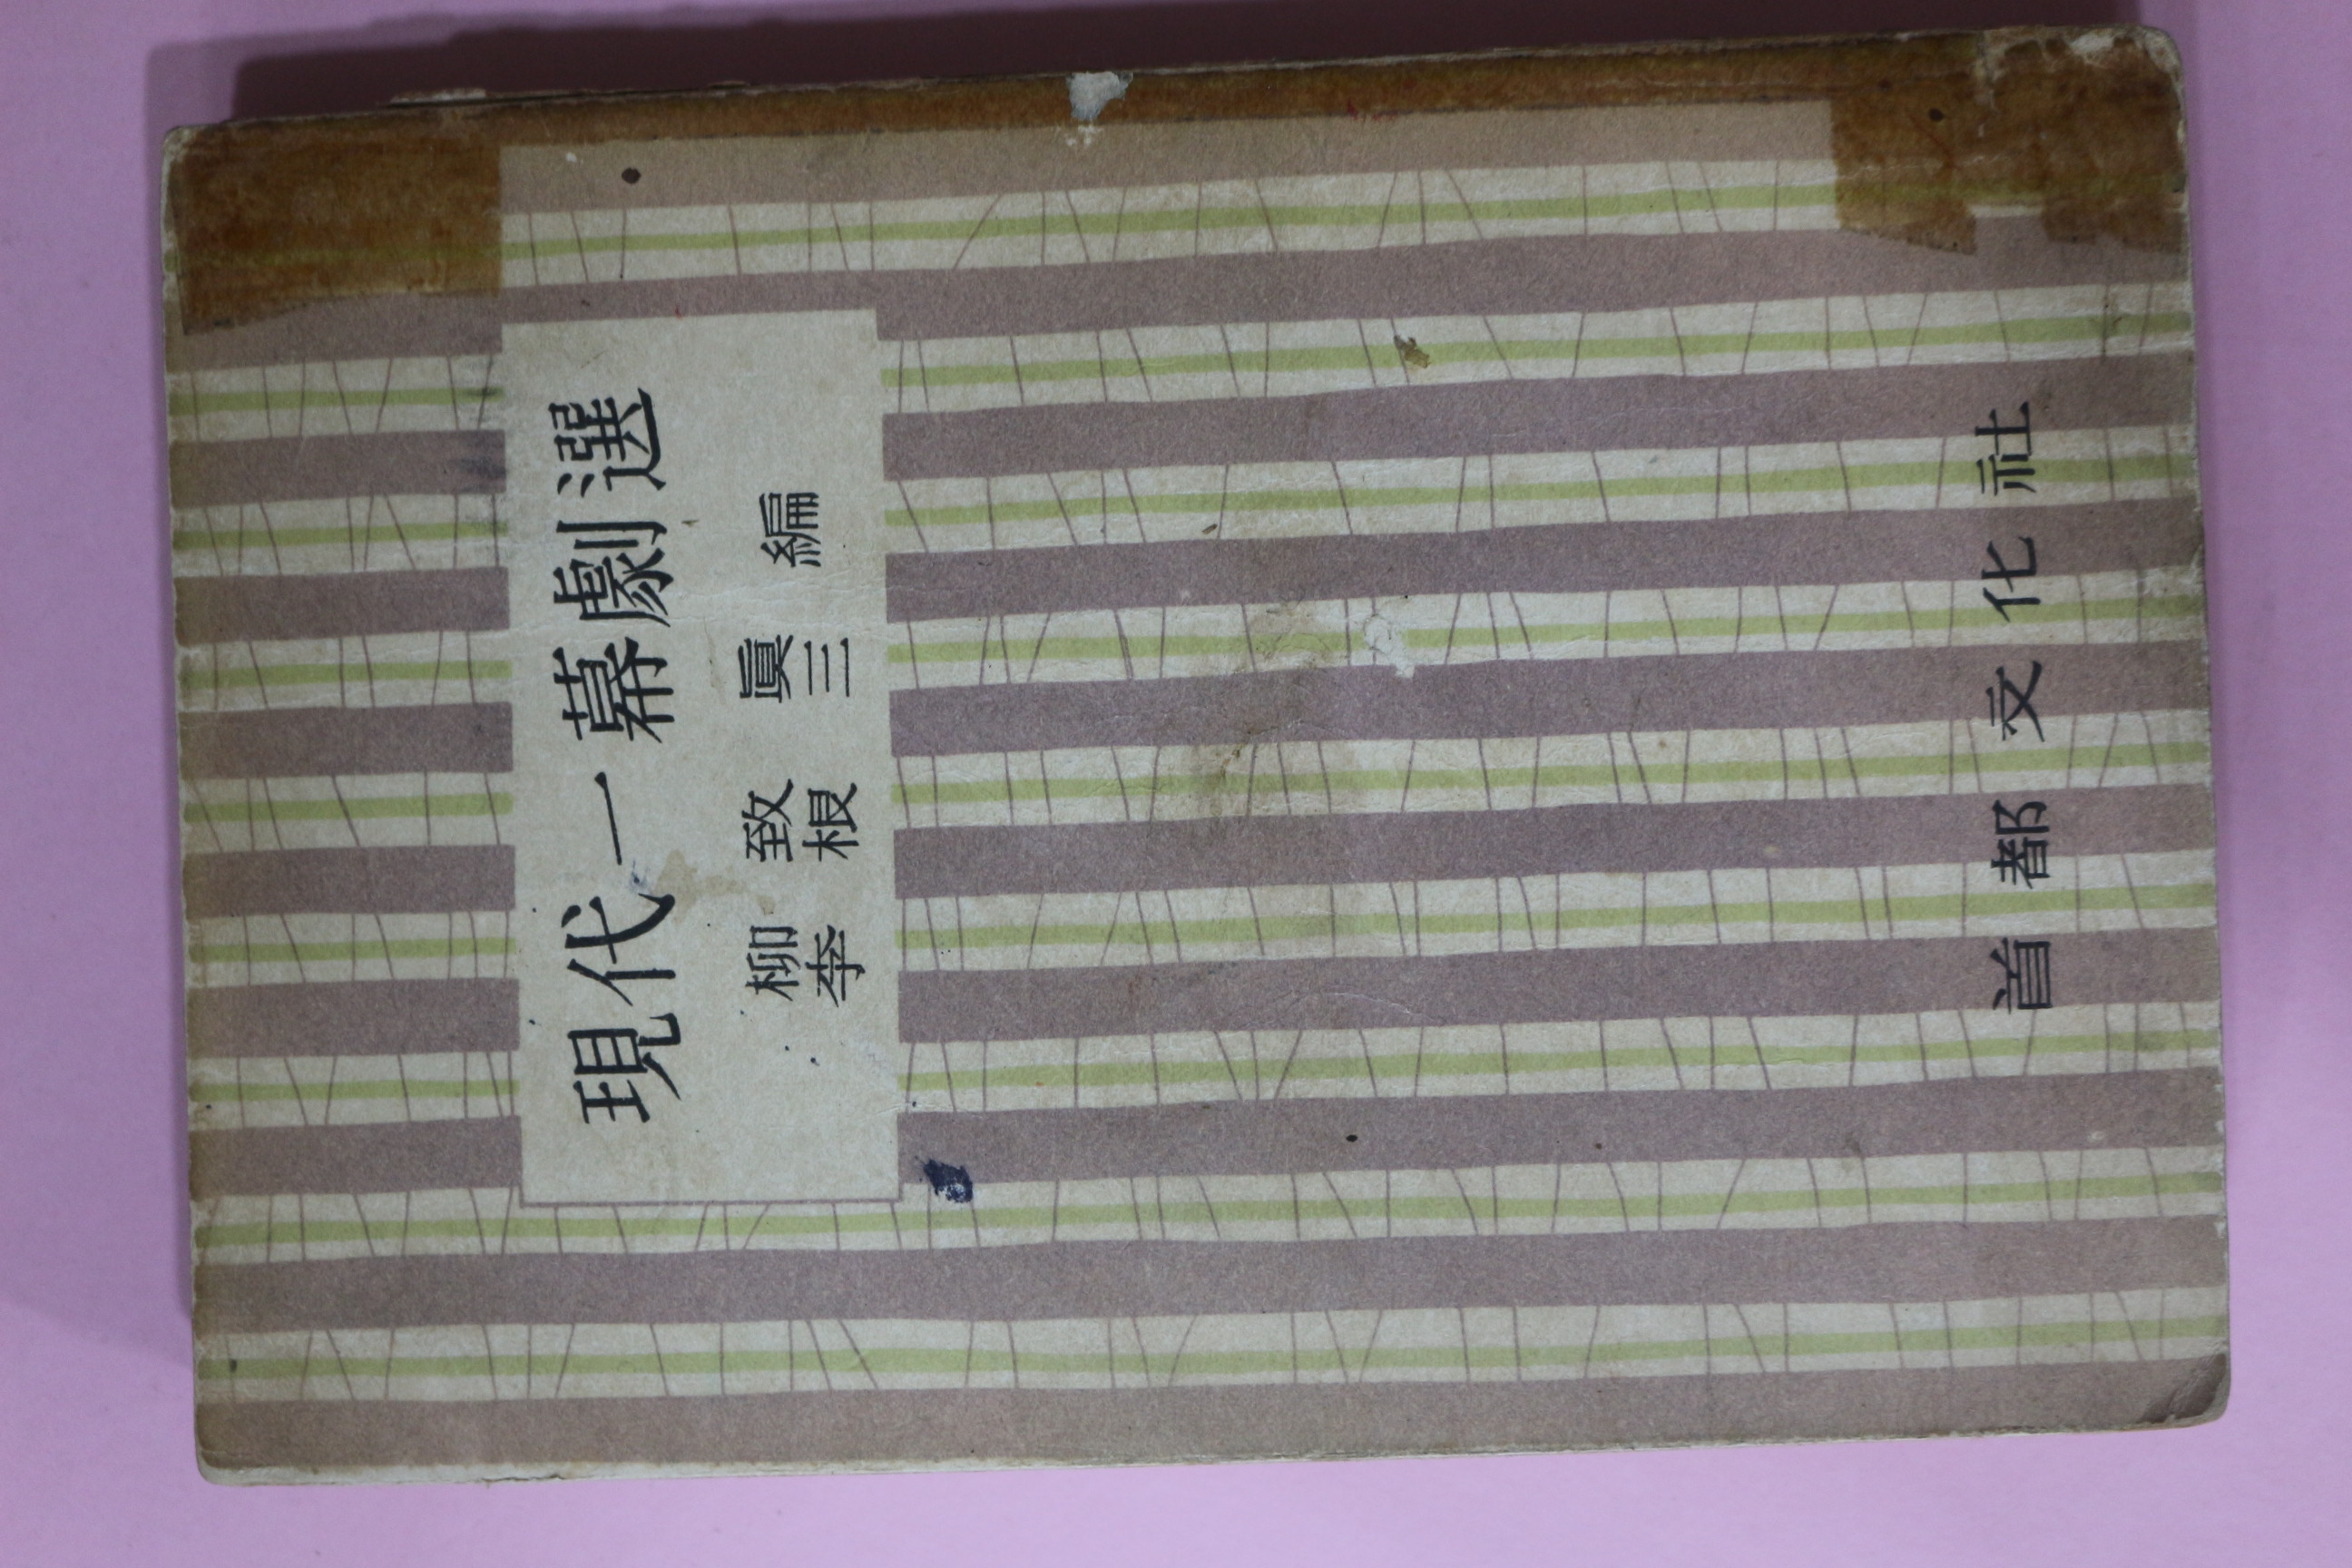 現代一幕劇選
柳致眞
李根三 編
首都文化社